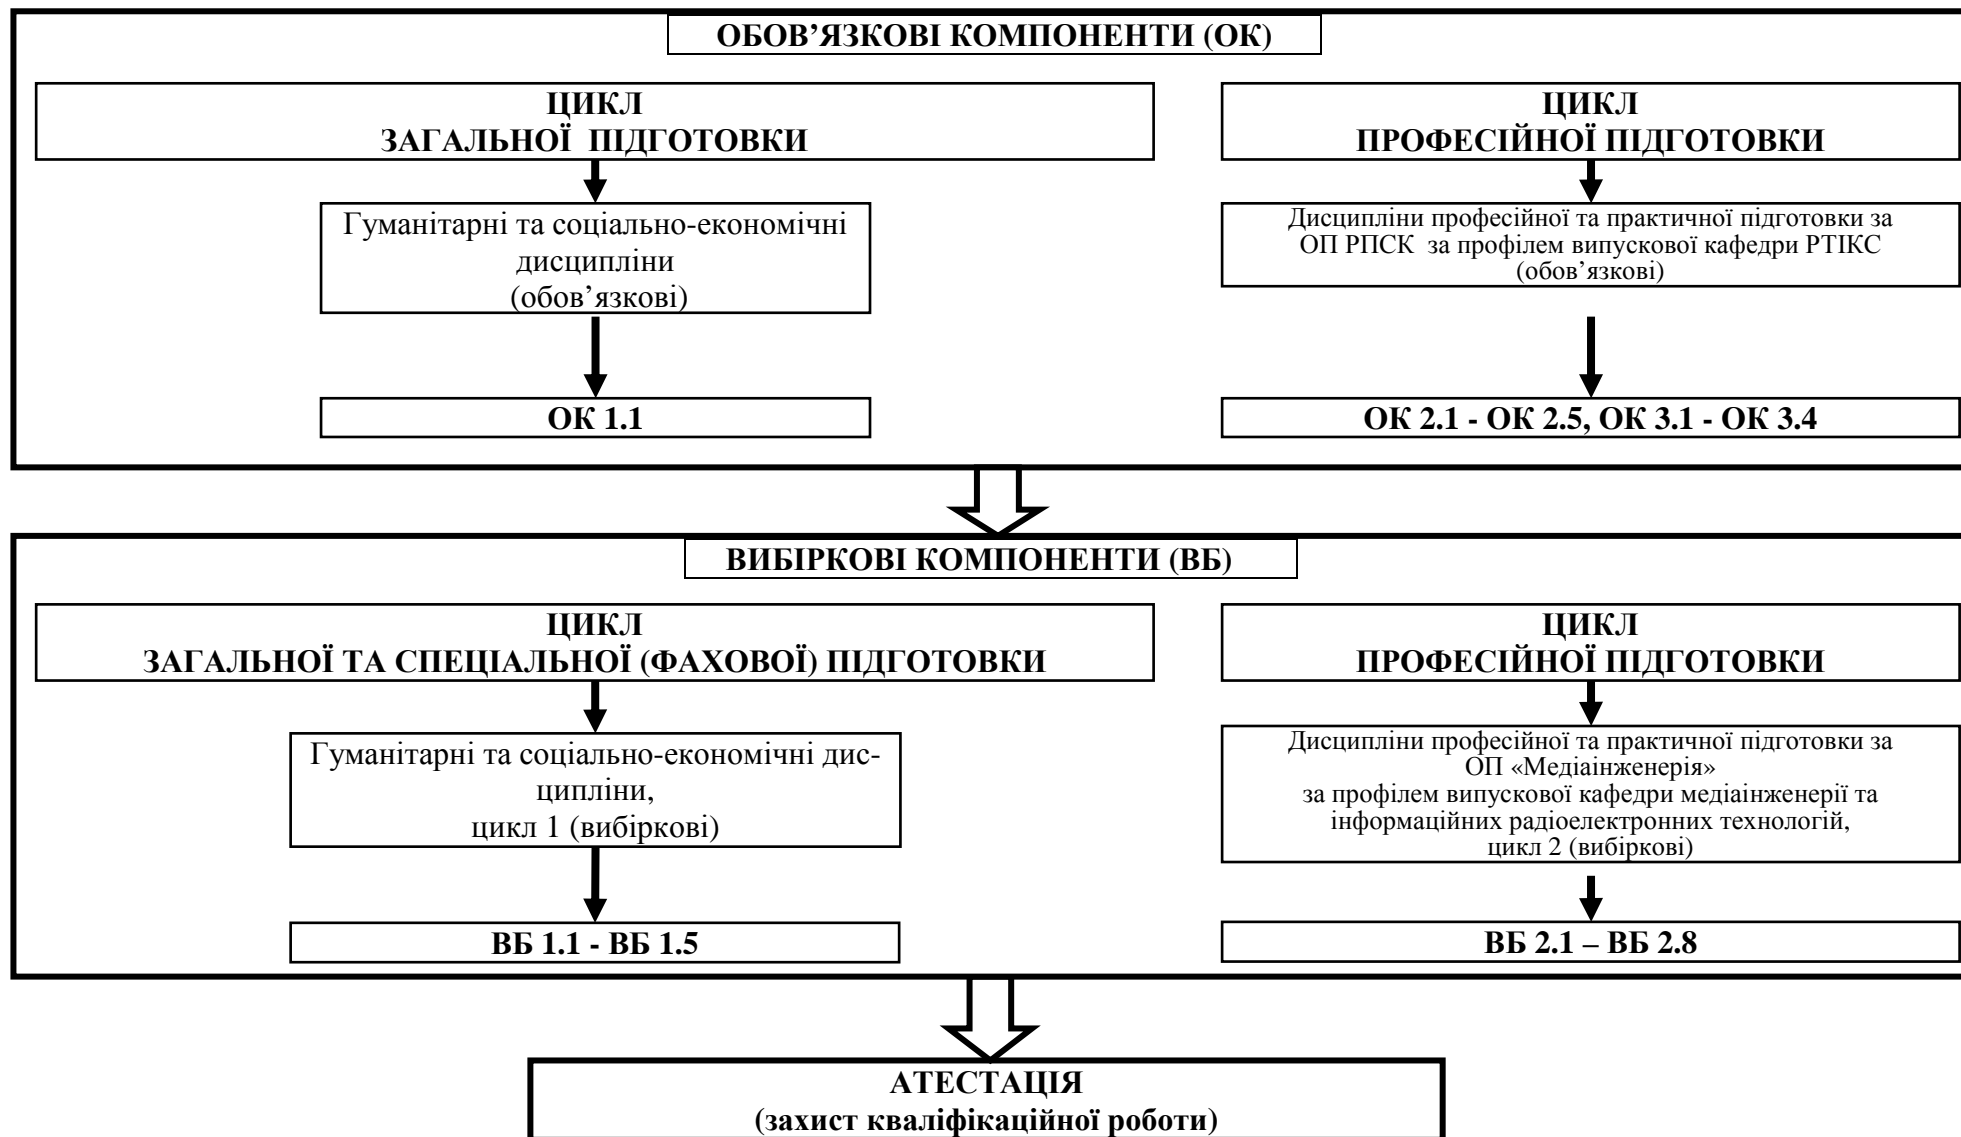 ОБОВ’ЯЗКОВІ КОМПОНЕНТИ (ОК)
ЦИКЛ
ЗАГАЛЬНОЇ ПІДГОТОВКИ
Гуманітарні та соціально-економічні
дисципліни
(обов’язкові)
ОК 1.1
ЦИКЛ
ПРОФЕСІЙНОЇ ПІДГОТОВКИ
Дисципліни професійної та практичної підготовки за
ОП РПСК за профілем випускової кафедри РТІКС
(обов’язкові)
ОК 2.1 - ОК 2.5, ОК 3.1 - ОК 3.4
ВИБІРКОВІ КОМПОНЕНТИ (ВБ)
ЦИКЛ
ЗАГАЛЬНОЇ ТА СПЕЦІАЛЬНОЇ (ФАХОВОЇ) ПІДГОТОВКИ
Гуманітарні та соціально-економічні дис-
ципліни,
цикл 1 (вибіркові)
ВБ 1.1 - ВБ 1.5
ЦИКЛ
ПРОФЕСІЙНОЇ ПІДГОТОВКИ
Дисципліни професійної та практичної підготовки за
ОП «Медіаінженерія»
за профілем випускової кафедри медіаінженерії та
інформаційних радіоелектронних технологій,
цикл 2 (вибіркові)
ВБ 2.1 – ВБ 2.8
АТЕСТАЦІЯ
(захист кваліфікаційної роботи)